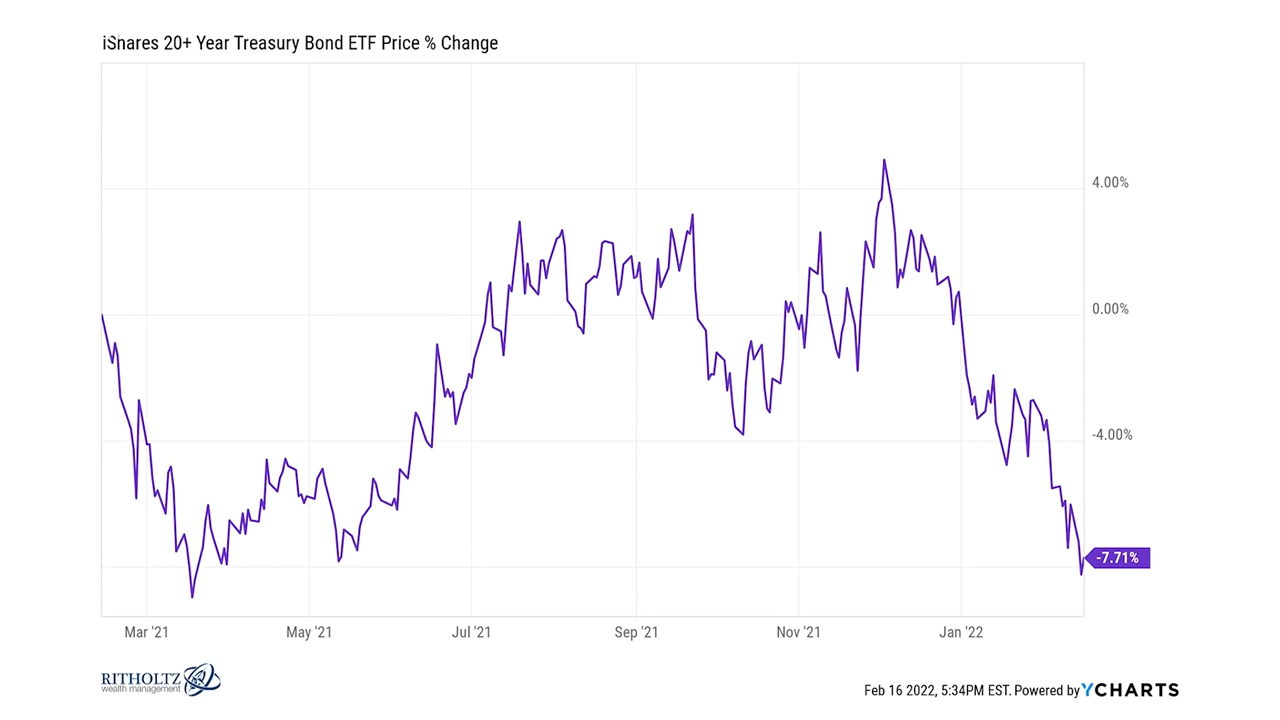 iShares 20+ Year Treasury Bond ETF Price % Change
4.00%
0.00%
-4.00%
-7.71%
Mar '21 May '21 Jul '21 Sep '21 Nov '21 Jan '22
RITHOLTZ
wealth management
Feb 16 2022, 5:34PM EST. Powered by YCHARTS